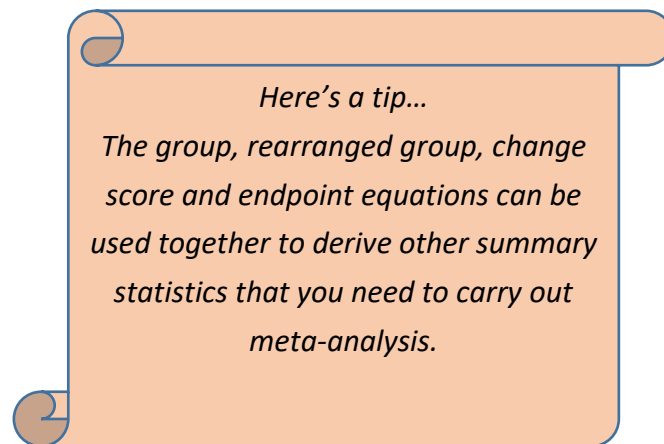 Here’s a tip…
The group, rearranged group, change
score and endpoint equations can be
used together to derive other summary
statistics that you need to carry out
meta-analysis.